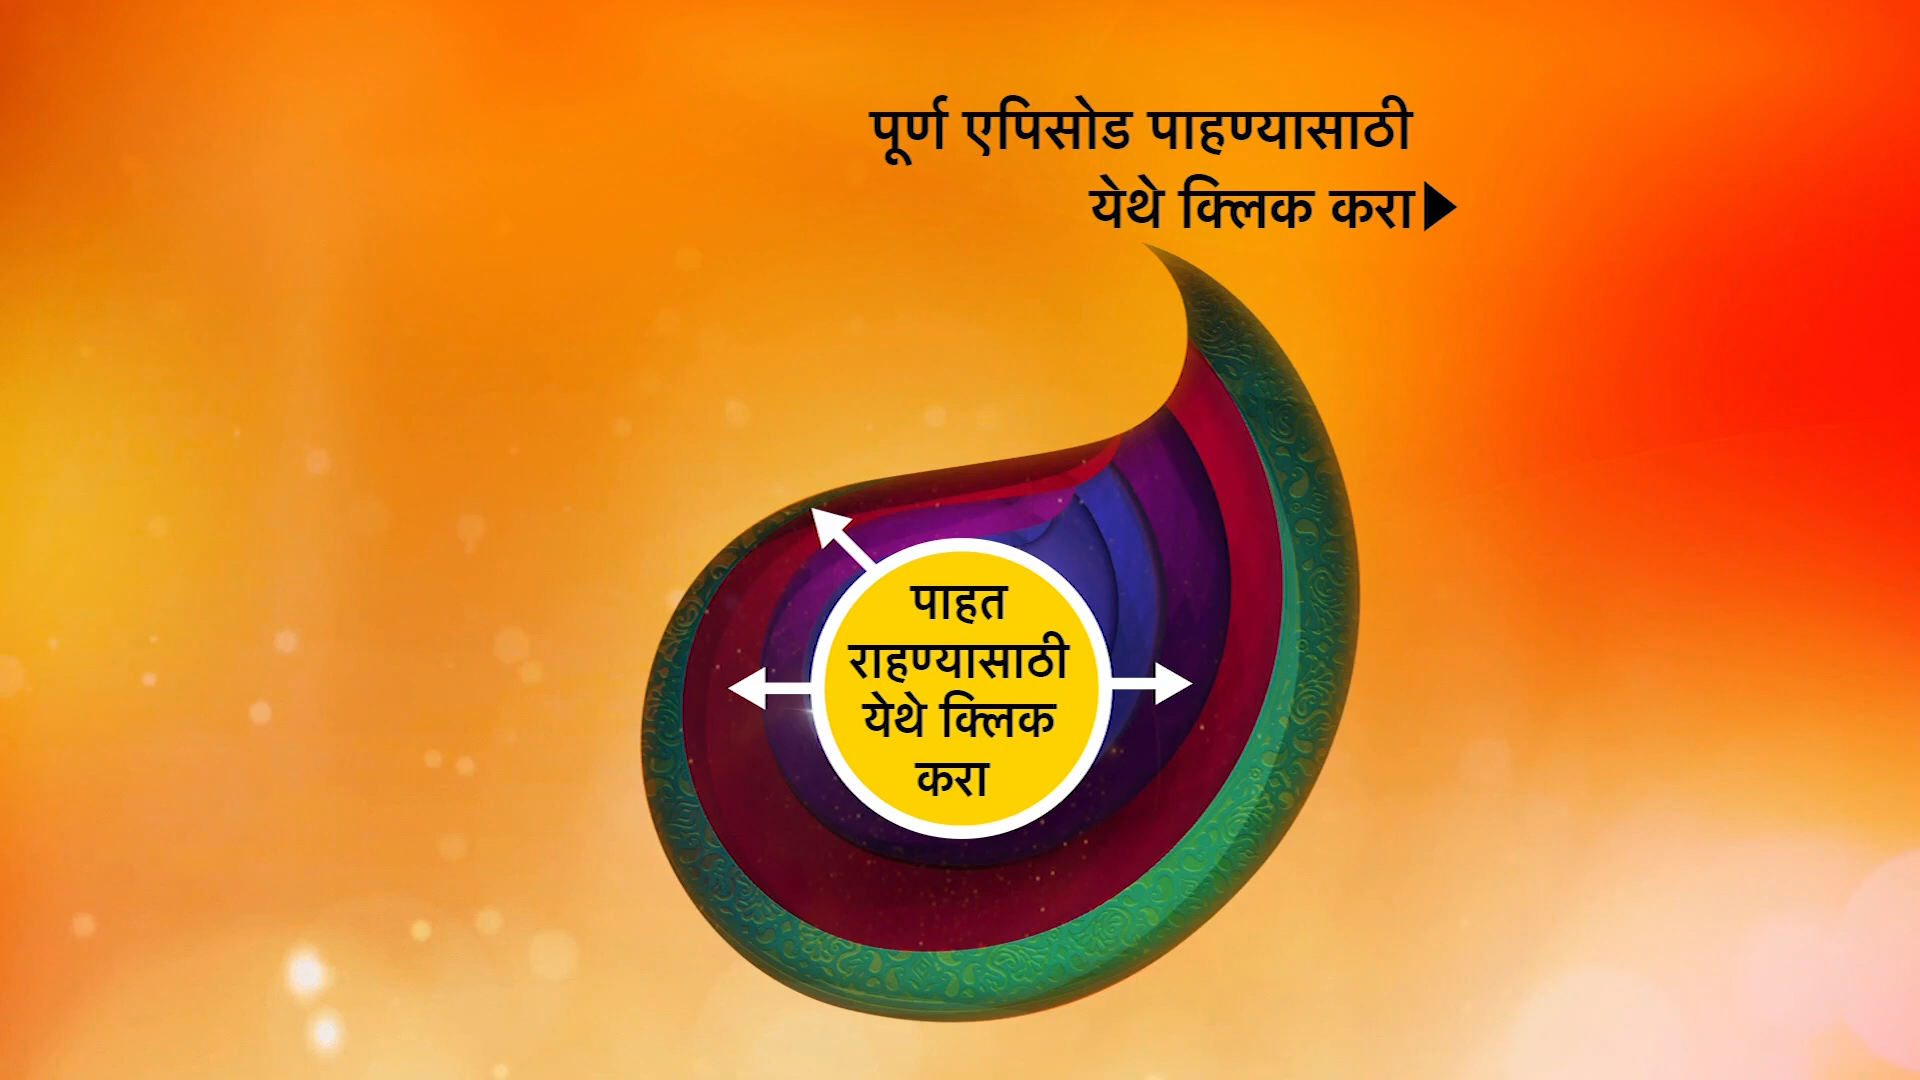 पूर्ण एपिसोड पाहण्यासाठी
येथे क्लिक करा
पाहत
राहण्यासाठी
येथे क्लिक
करा